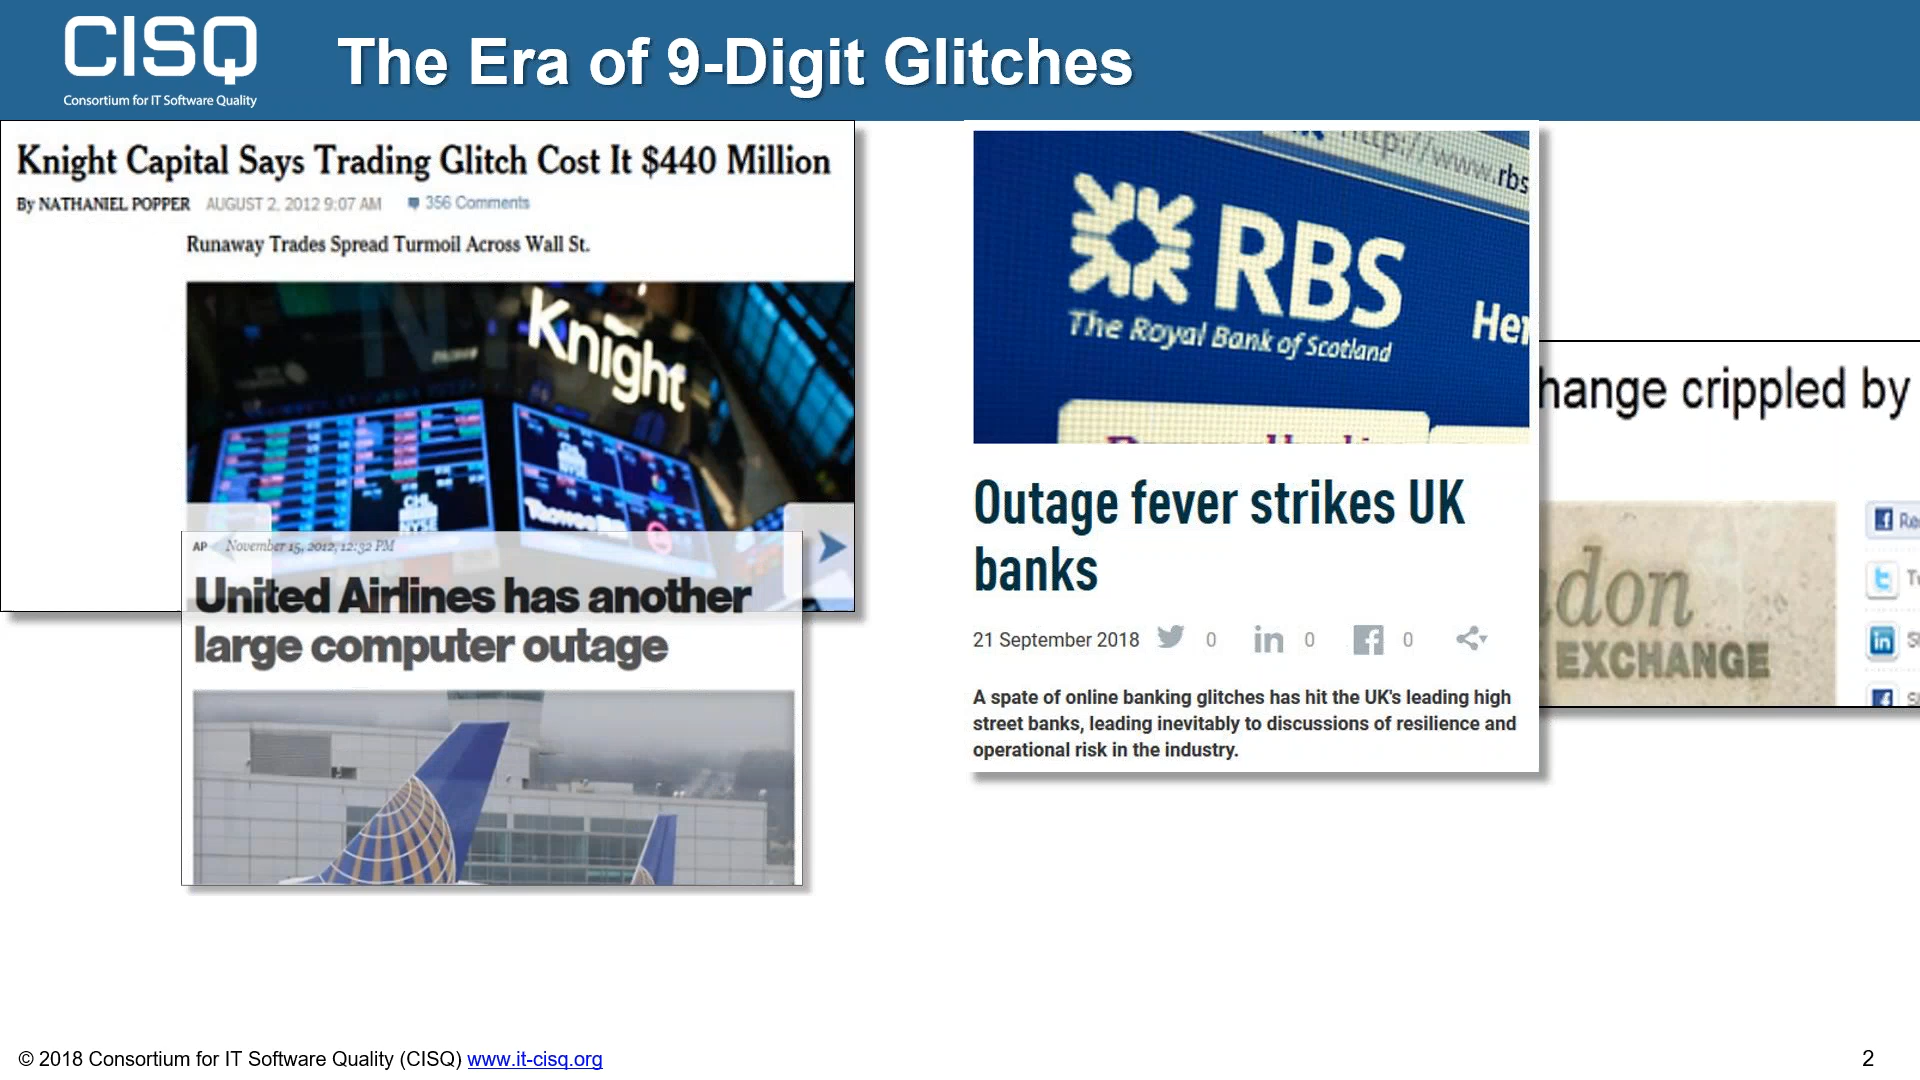 CISQ
Consortium for IT Software Quality
The Era of 9-Digit Glitches
Knight Capital Says Trading Glitch Cost It $440 Million
By NATHANIEL POPPER AUGUST 2, 2012 9:07 AM 356 Comments
Runaway Trades Spread Turmoil Across Wall St.
Knight
AP November 15, 2012, 12:32 PM
United Airlines has another
large computer outage
http://www.rbs
RBS
The Royal Bank of Scotland
Outage fever strikes UK
banks
21 September 2018 0 0 0
A spate of online banking glitches has hit the UK's leading high
street banks, leading inevitably to discussions of resilience and
operational risk in the industry.
hange crippled by
don
EXCHANGE
© 2018 Consortium for IT Software Quality (CISQ) www.it-cisq.org
2